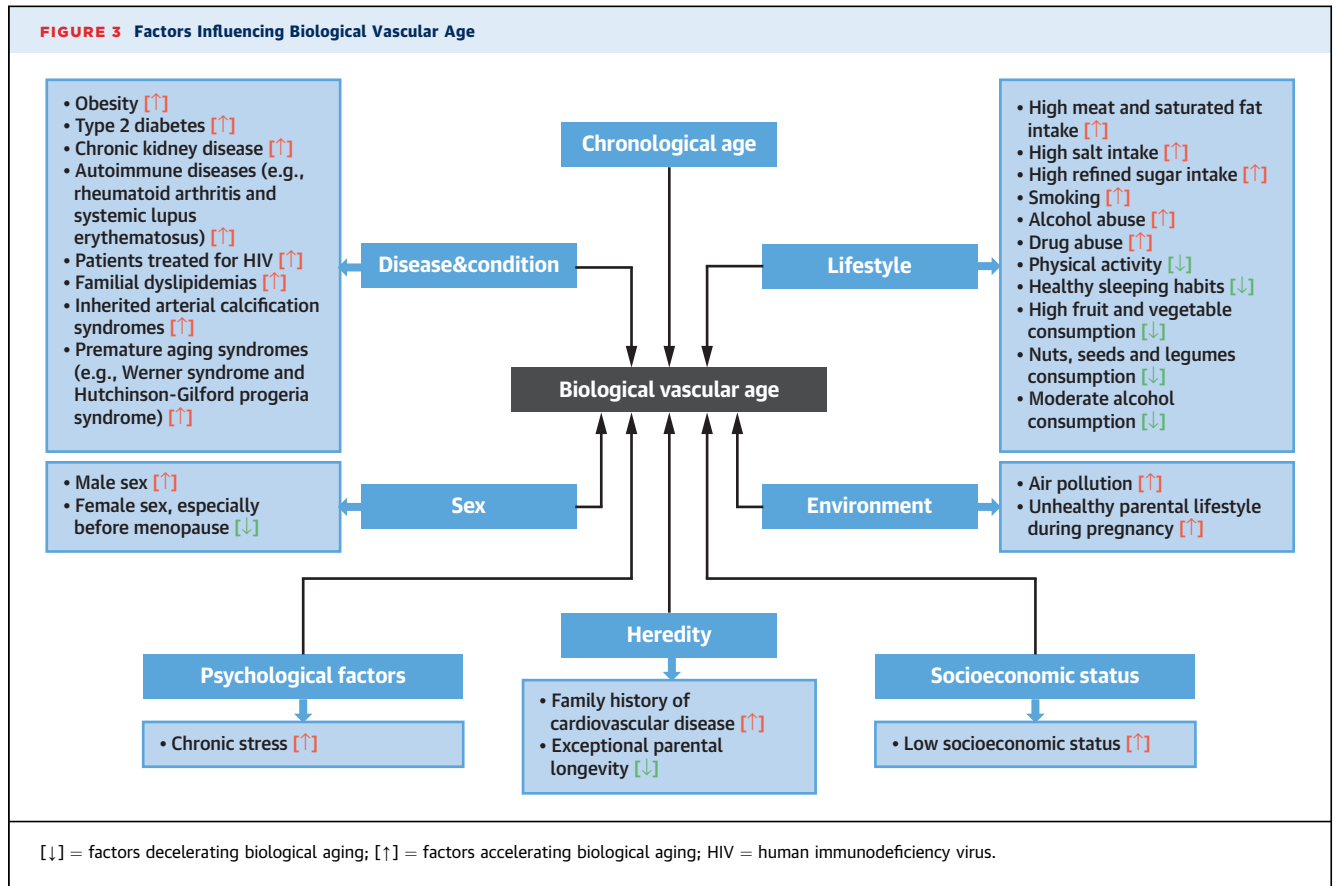 FIGURE 3 Factors Influencing Biological Vascular Age
• Obesity [↑]
• Type 2 diabetes [↑]
• Chronic kidney disease [↑]
• Autoimmune diseases (e.g.,
rheumatoid arthritis and
systemic lupus
erythematosus) [↑]
• Patients treated for HIV [↑]
• Familial dyslipidemias [↑]
• Inherited arterial calcification
syndromes [↑]
• Premature aging syndromes
(e.g., Werner syndrome and
Hutchinson-Gilford progeria
syndrome) [↑]
Chronological age
• High meat and saturated fat
intake [↑]
• High salt intake [↑]
• High refined sugar intake [↑]
• Smoking [↑]
• Alcohol abuse [↑]
• Drug abuse [↑]
• Physical activity [↓]
• Healthy sleeping habits [↓]
• High fruit and vegetable
consumption [↓]
• Nuts, seeds and legumes
consumption [↓]
• Moderate alcohol
consumption [↓]
Disease&condition
Lifestyle
Biological vascular age
• Male sex [↑]
• Female sex, especially
before menopause [↓]
Sex
Environment
• Air pollution [↑]
• Unhealthy parental lifestyle
during pregnancy [↑]
Psychological factors
• Chronic stress [↑]
Heredity
• Family history of
cardiovascular disease [↑]
• Exceptional parental
longevity [↓]
Socioeconomic status
• Low socioeconomic status [↑]
[↓] = factors decelerating biological aging; [↑] = factors accelerating biological aging; HIV = human immunodeficiency virus.